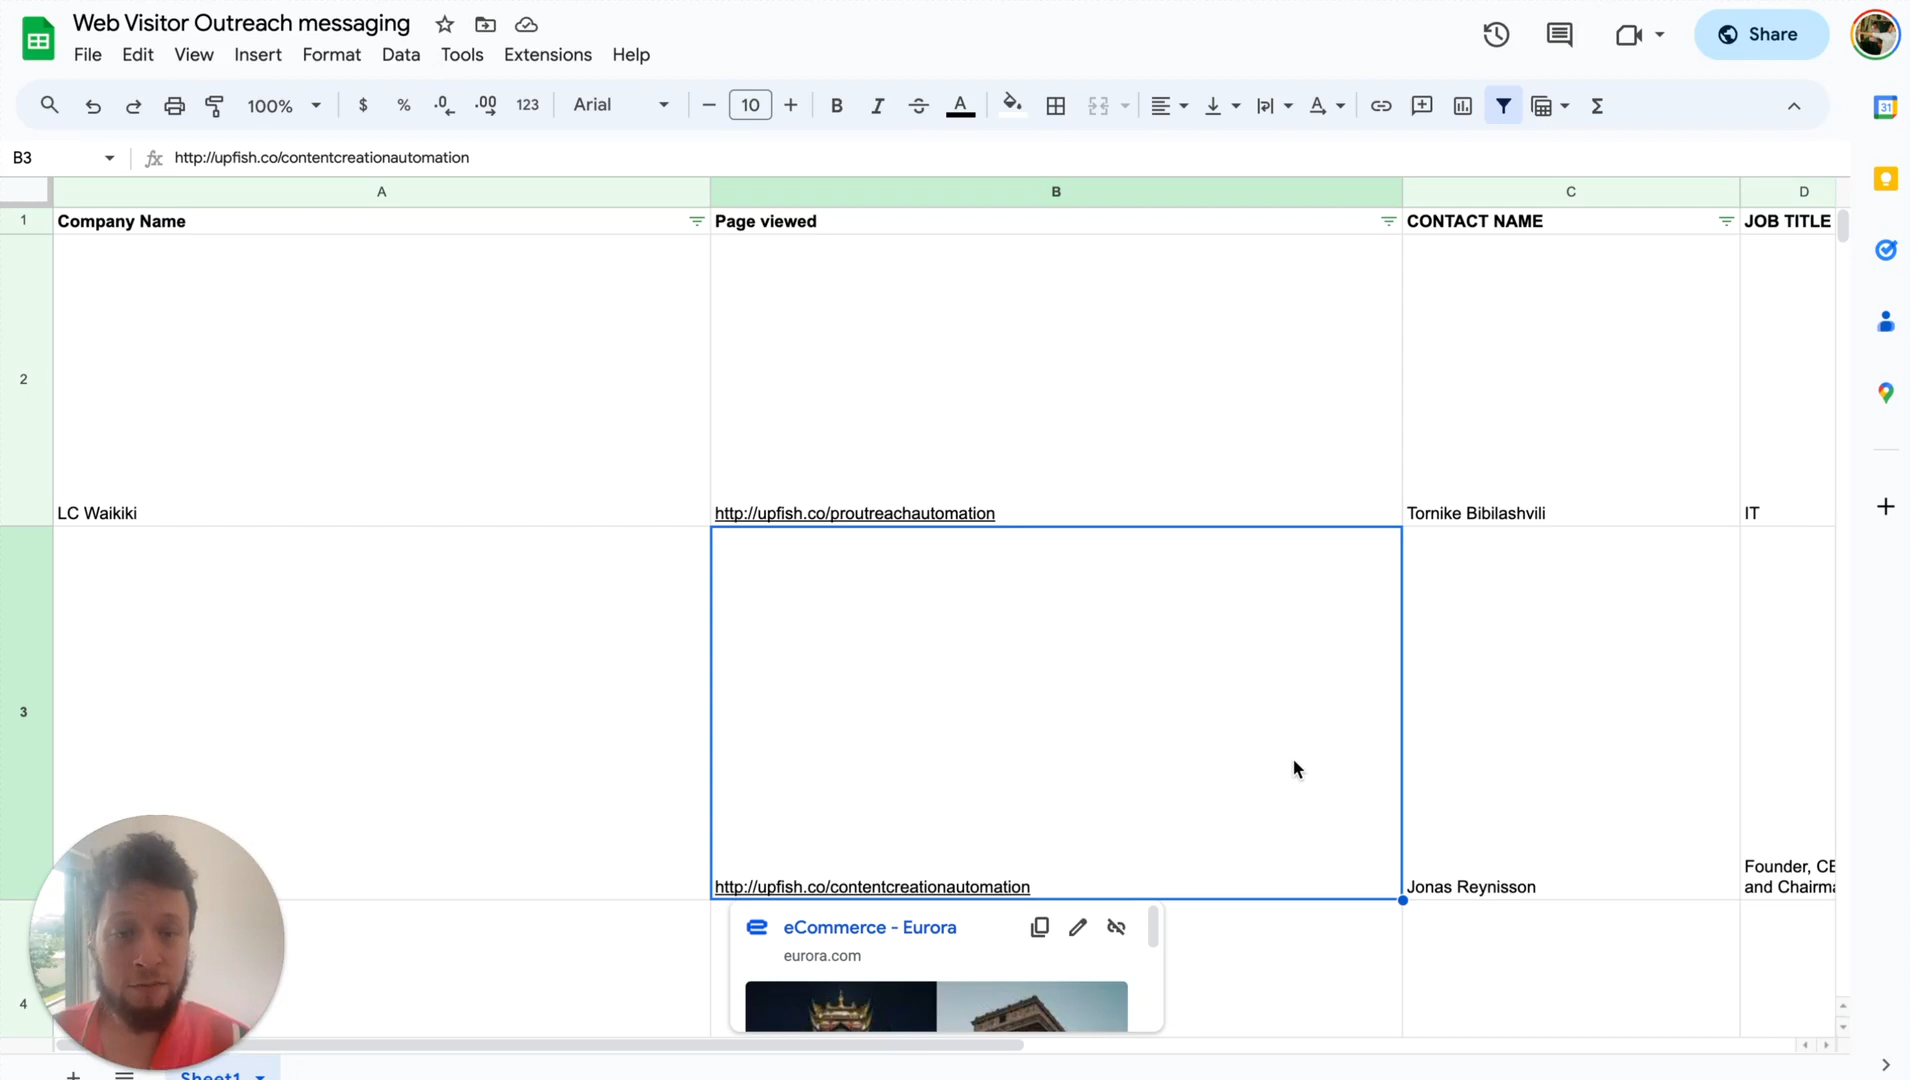 Web Visitor Outreach messaging
File Edit View Insert Format Data Tools Extensions Help
Share
100% $ % .0 .00 123 Arial 10 B I A
31
B3 fx http://upfish.co/contentcreationautomation
A B C D
1 Company Name Page viewed CONTACT NAME JOB TITLE
2
LC Waikiki http://upfish.co/proutreachautomation Tornike Bibilashvili IT
3
Founder, CE
http://upfish.co/contentcreationautomation Jonas Reynisson and Chairma
eCommerce - Eurora
eurora.com
4
Sheet1